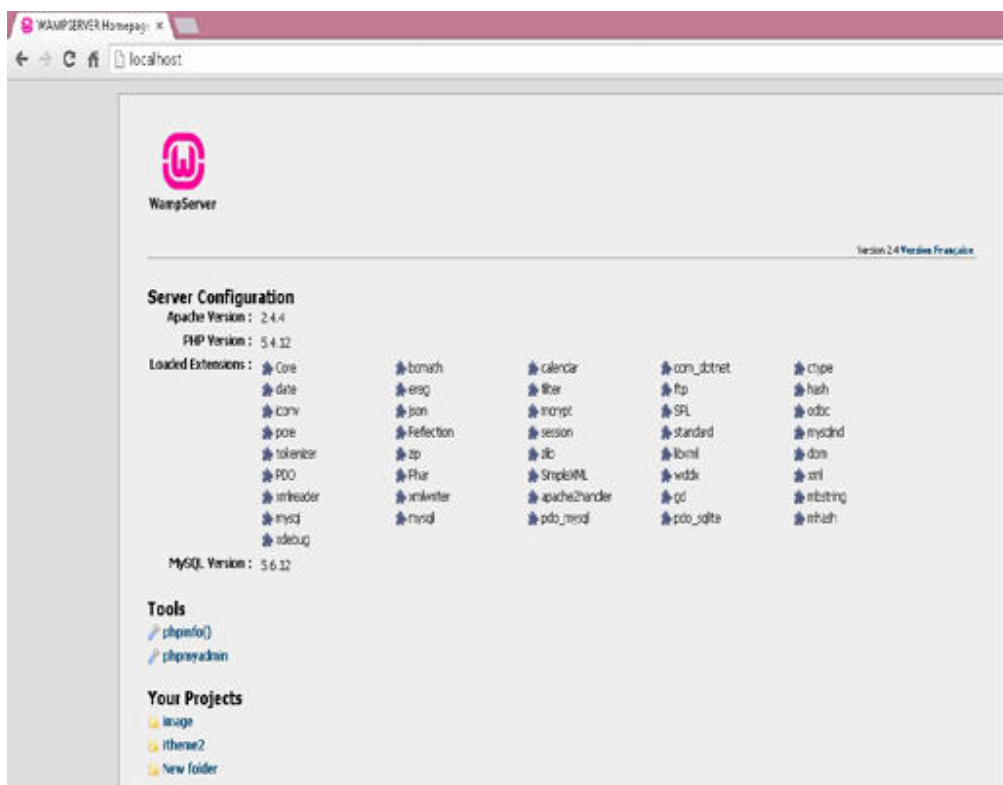 WAMPSERVER Homepage
localhost
WampServer
Version 2.4 Version Française
Server Configuration
Apache Version : 2.4.4
PHP Version : 5.4.12
Loaded Extensions : Core bcmath calendar com_dotnet ctype
date ereg filter ftp hash
iconv json mcrypt SPL odbc
pcre Reflection session standard mysqlnd
tokenizer zip zlib libxml dom
PDO Phar SimpleXML wddx xml
xmlreader xmlwriter apache2handler gd mbstring
mysql mysqli pdo_mysql pdo_sqlite mhash
xdebug
MySQL Version : 5.6.12
Tools
phpinfo()
phpmyadmin
Your Projects
image
itheme2
New folder